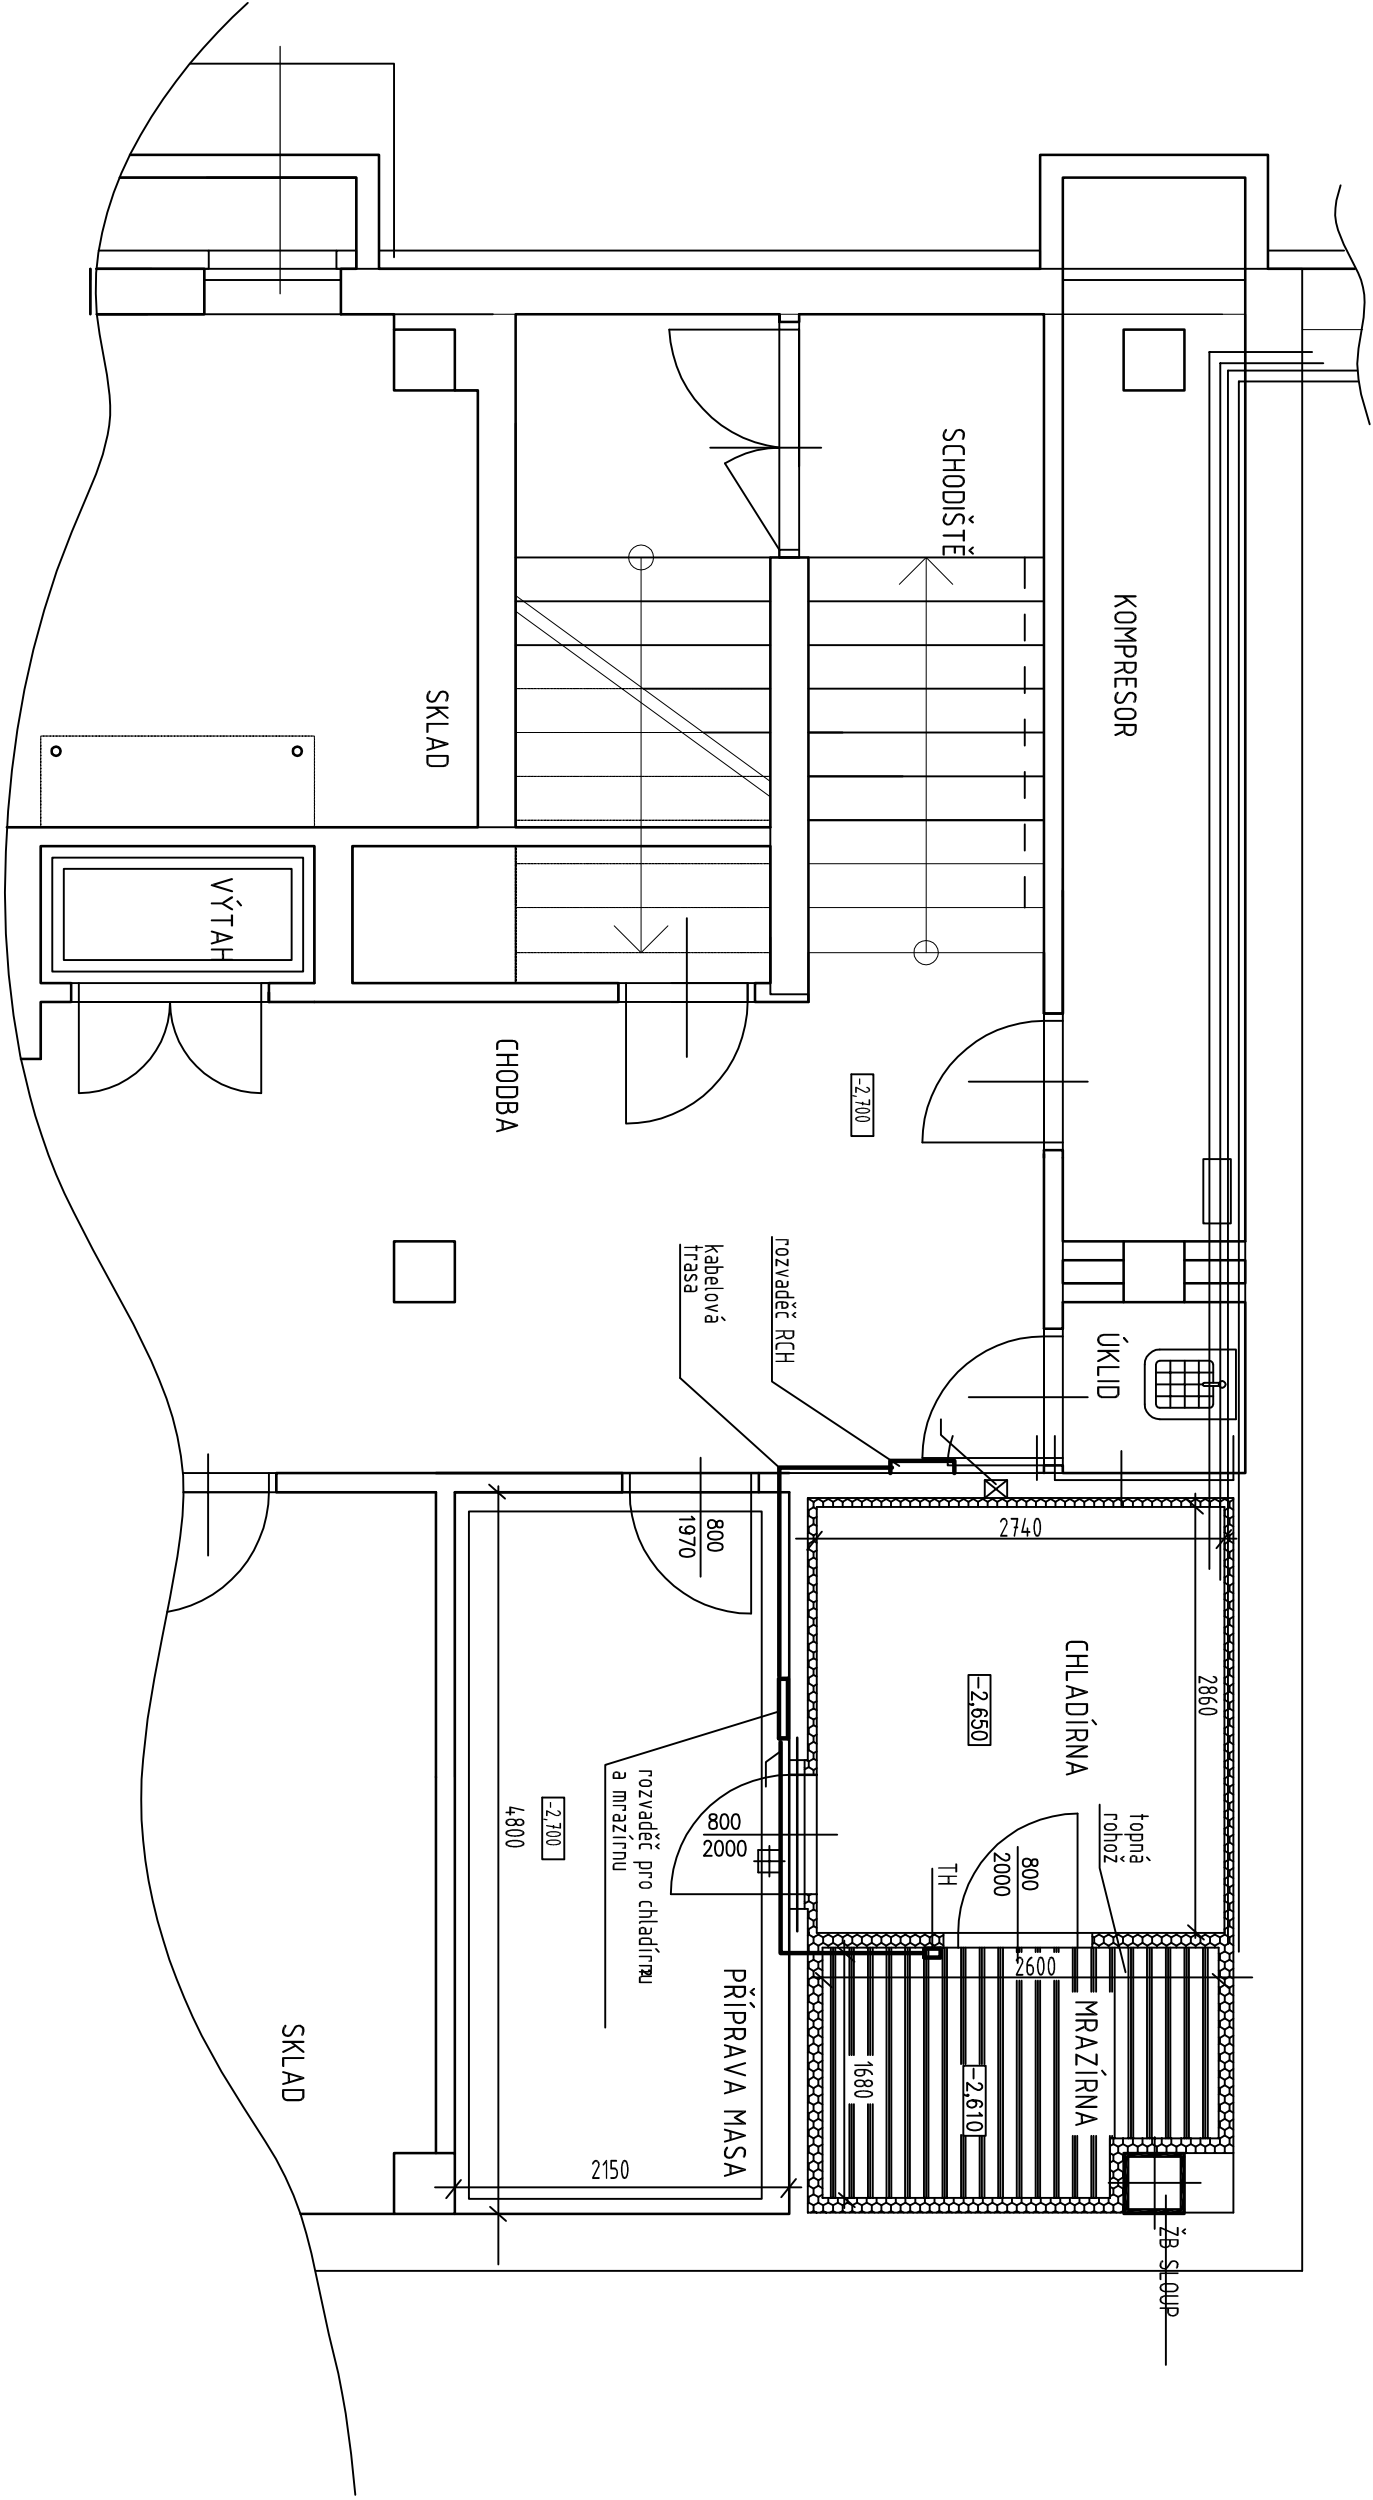 SCHODIŠTĚ
KOMPRESOR
SKLAD
VÝTAH
CHODBA
-2,700
kabelová
trasa
rozvaděč RCH
ÚKLID
800
1970
2740
2860
CHLADÍRNA
-2,650
topná
rohož
800
2000
TH
800
2000
rozvaděč pro chladírnu
a mrazírnu
-2,700
4800
PŘÍPRAVA MASA
2600
MRAZÍRNA
-2,610
1680
SKLAD
2150
ŽB SLOUP